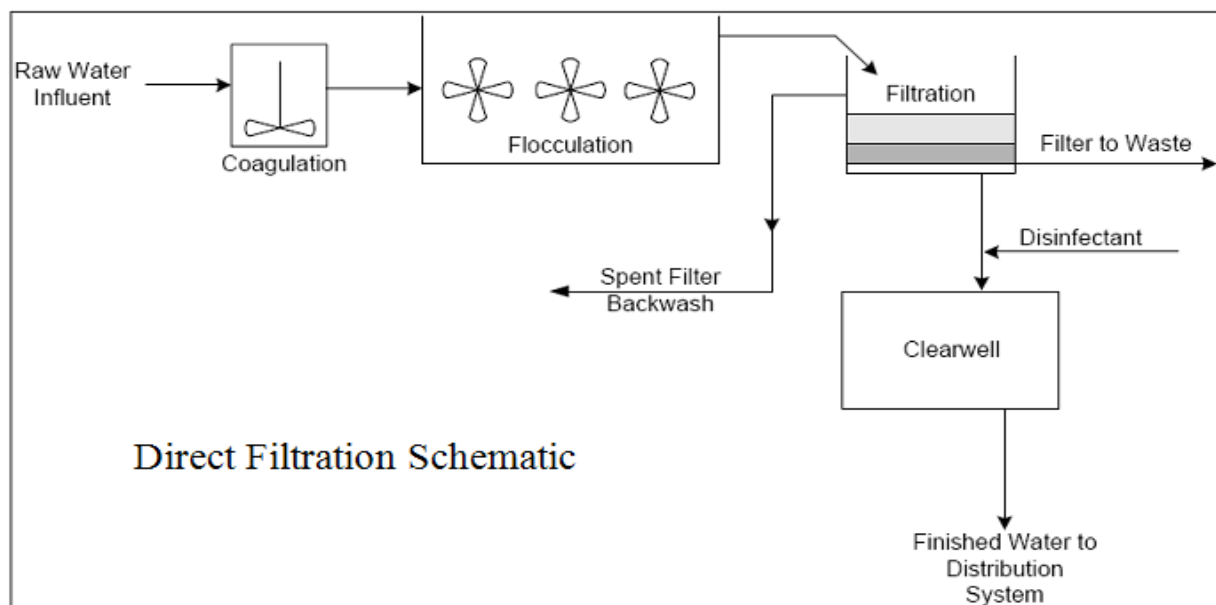 Raw Water
Influent
Coagulation
Flocculation
Filtration
Filter to Waste
Disinfectant
Spent Filter
Backwash
Clearwell
Direct Filtration Schematic
Finished Water to
Distribution
System